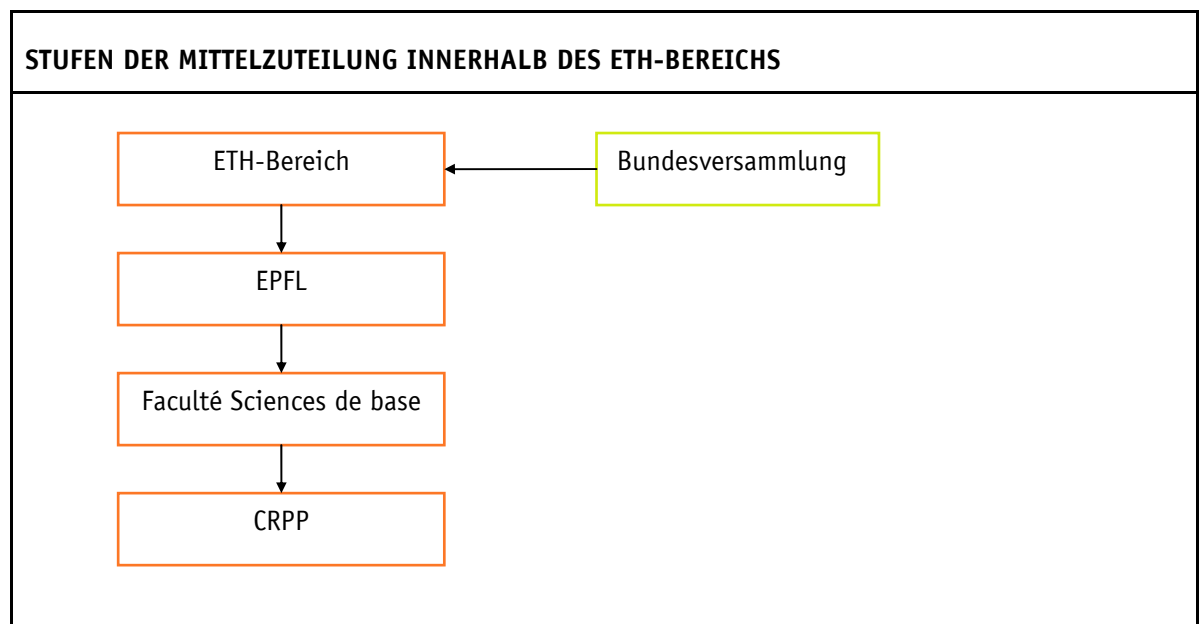 STUFEN DER MITTELZUTEILUNG INNERHALB DES ETH-BEREICHS
ETH-Bereich
Bundesversammlung
EPFL
Faculté Sciences de base
CRPP